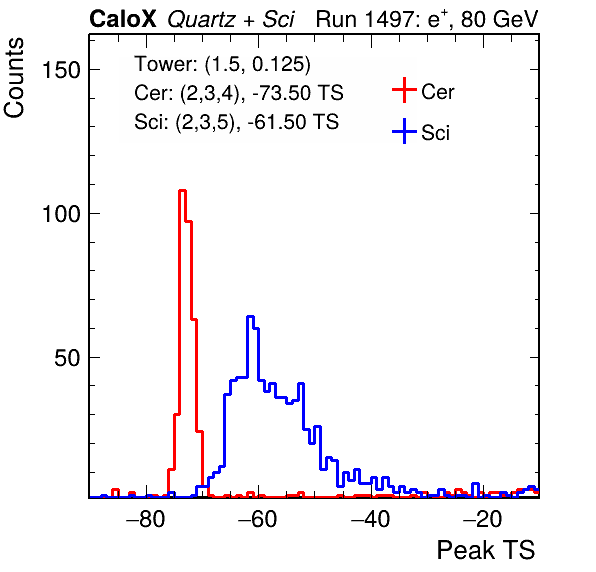 CaloX Quartz + Sci Run 1497: e⁺, 80 GeV
Counts
Tower: (1.5, 0.125)
Cer: (2,3,4), -73.50 TS
Sci: (2,3,5), -61.50 TS
Cer
Sci
150
100
50
−80 −60 −40 −20
Peak TS